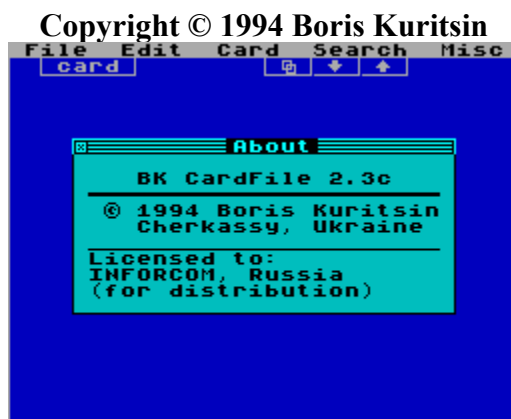 Copyright © 1994 Boris Kuritsin
File Edit Card Search Misc
card
About
BK CardFile 2.3c
© 1994 Boris Kuritsin
Cherkassy, Ukraine
Licensed to:
INFORCOM, Russia
(for distribution)